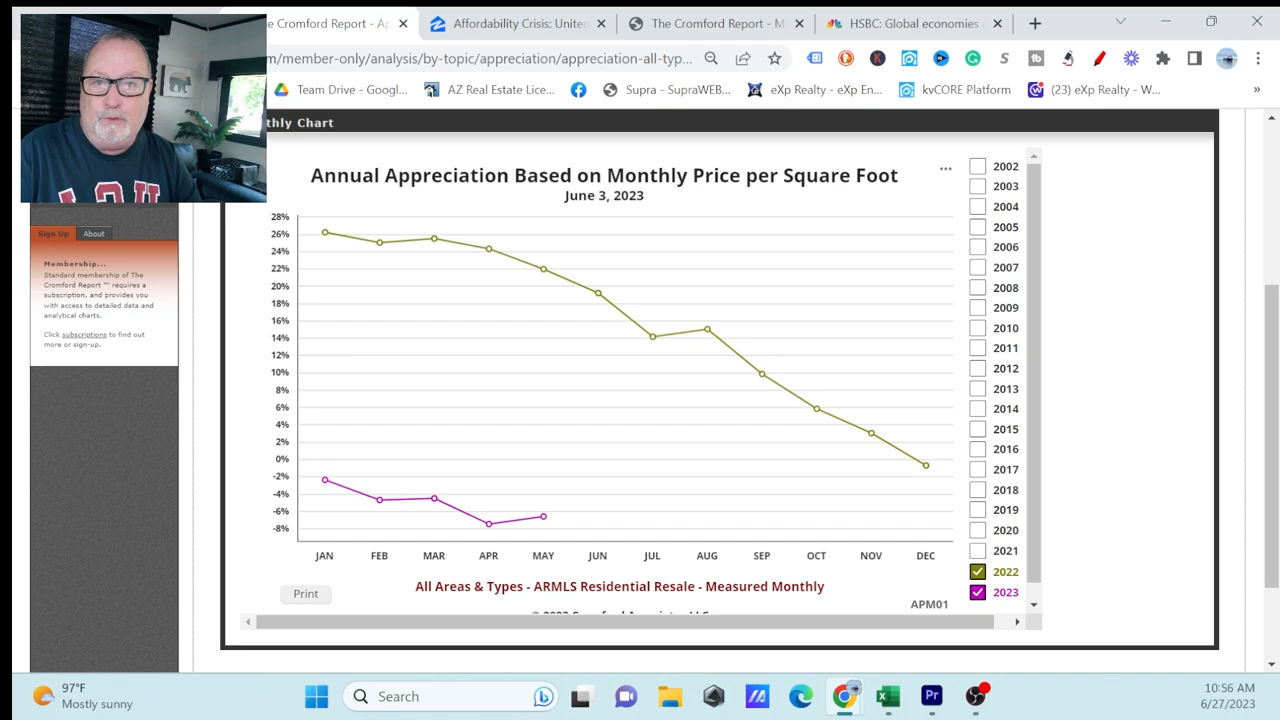 he Cromford Report - Ap
Affordability Crisis: United
The Cromford Report -
HSBC: Global economies a
m/member-only/analysis/by-type/appreciation/appreciation-all-typ...
Team Drive - Goo
Estate Lice...
Supra - SupraWEB
eXp Realty - eXp En...
kvCORE Platform
(23) eXp Realty - W...
»
thly Chart
Sign Up
About
Membership...
Standard membership of The
Cromford Report ™ requires a
subscription, and provides you
with access to detailed data and
analytical charts.
Click subscriptions to find out
more or sign-up.
Annual Appreciation Based on Monthly Price per Square Foot
June 3, 2023
28%
26%
24%
22%
20%
18%
16%
14%
12%
10%
8%
6%
4%
2%
0%
-2%
-4%
-6%
-8%
JAN FEB MAR APR MAY JUN JUL AUG SEP OCT NOV DEC
All Areas & Types - ARMLS Residential Resale - Measured Monthly
Print
APM01
2002
2003
2004
2005
2006
2007
2008
2009
2010
2011
2012
2013
2014
2015
2016
2017
2018
2019
2020
2021
2022
2023
97°F
Mostly sunny
Search
Pr
10:56 AM
6/27/2023